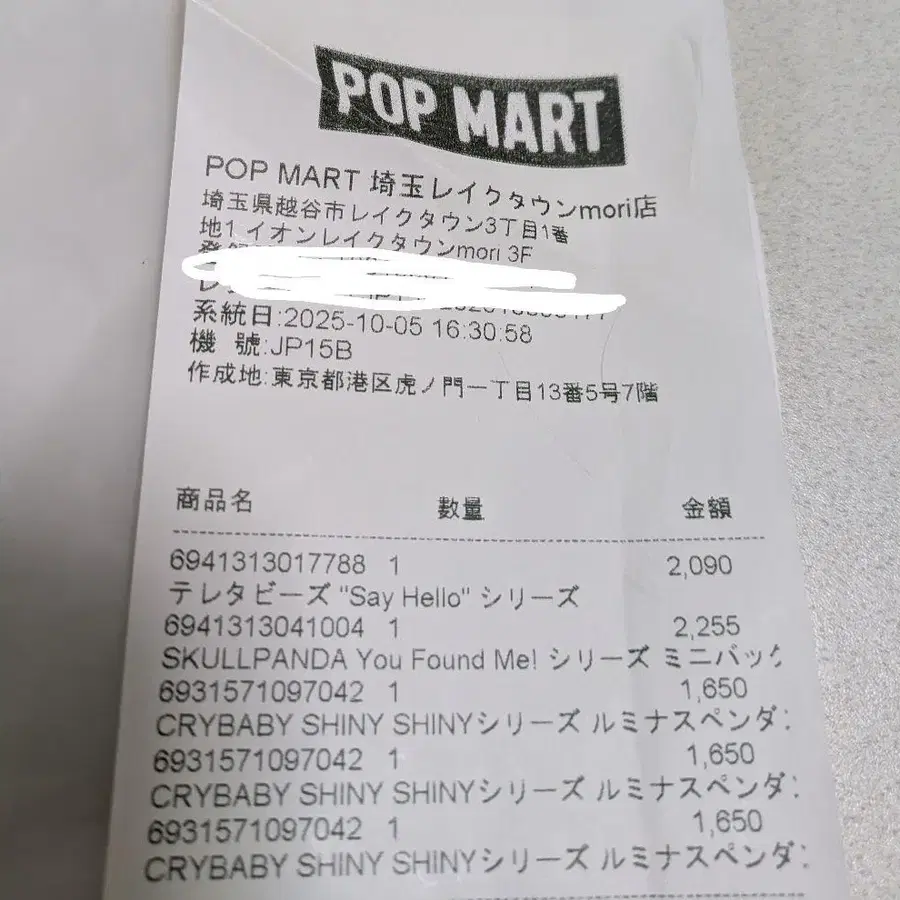 POP MART
POP MART 埼玉レイクタウンmori店
埼玉県越谷市レイクタウン3丁目1番
地1 イオンレイクタウンmori 3F
系統日:2025-10-05 16:30:58
機 號:JP15B
作成地:東京都港区虎ノ門一丁目13番5号7階
商品名 數量 金額
6941313017788 1 2,090
テレタビーズ "Say Hello" シリーズ
6941313041004 1 2,255
SKULLPANDA You Found Me! シリーズ ミニバック
6931571097042 1 1,650
CRYBABY SHINY SHINYシリーズ ルミナスペンダ
6931571097042 1 1,650
CRYBABY SHINY SHINYシリーズ ルミナスペンダ
6931571097042 1 1,650
CRYBABY SHINY SHINYシリーズ ルミナスペンダ